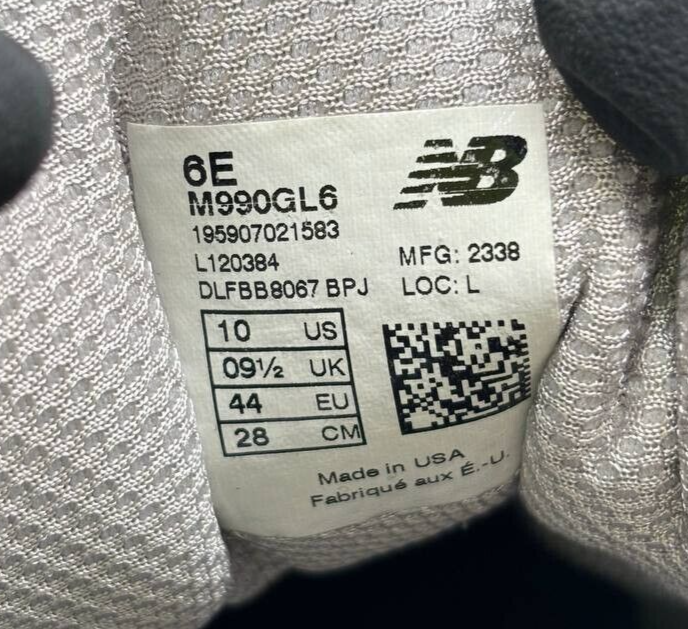 6E
NB
M990GL6
195907021583
L120384
MFG: 2338
DLFBB8067 BPJ
LOC: L
10 US
09½ UK
44 EU
28 CM
Made in USA
Fabriqué aux É.-U.